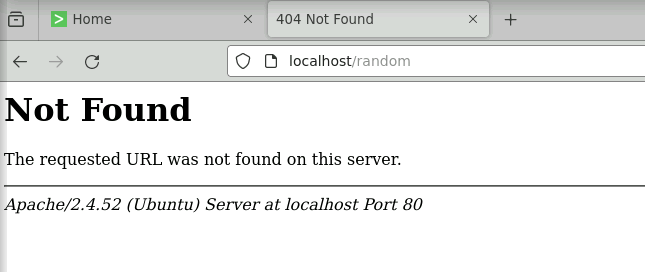 Home
404 Not Found
localhost/random
Not Found
The requested URL was not found on this server.
Apache/2.4.52 (Ubuntu) Server at localhost Port 80